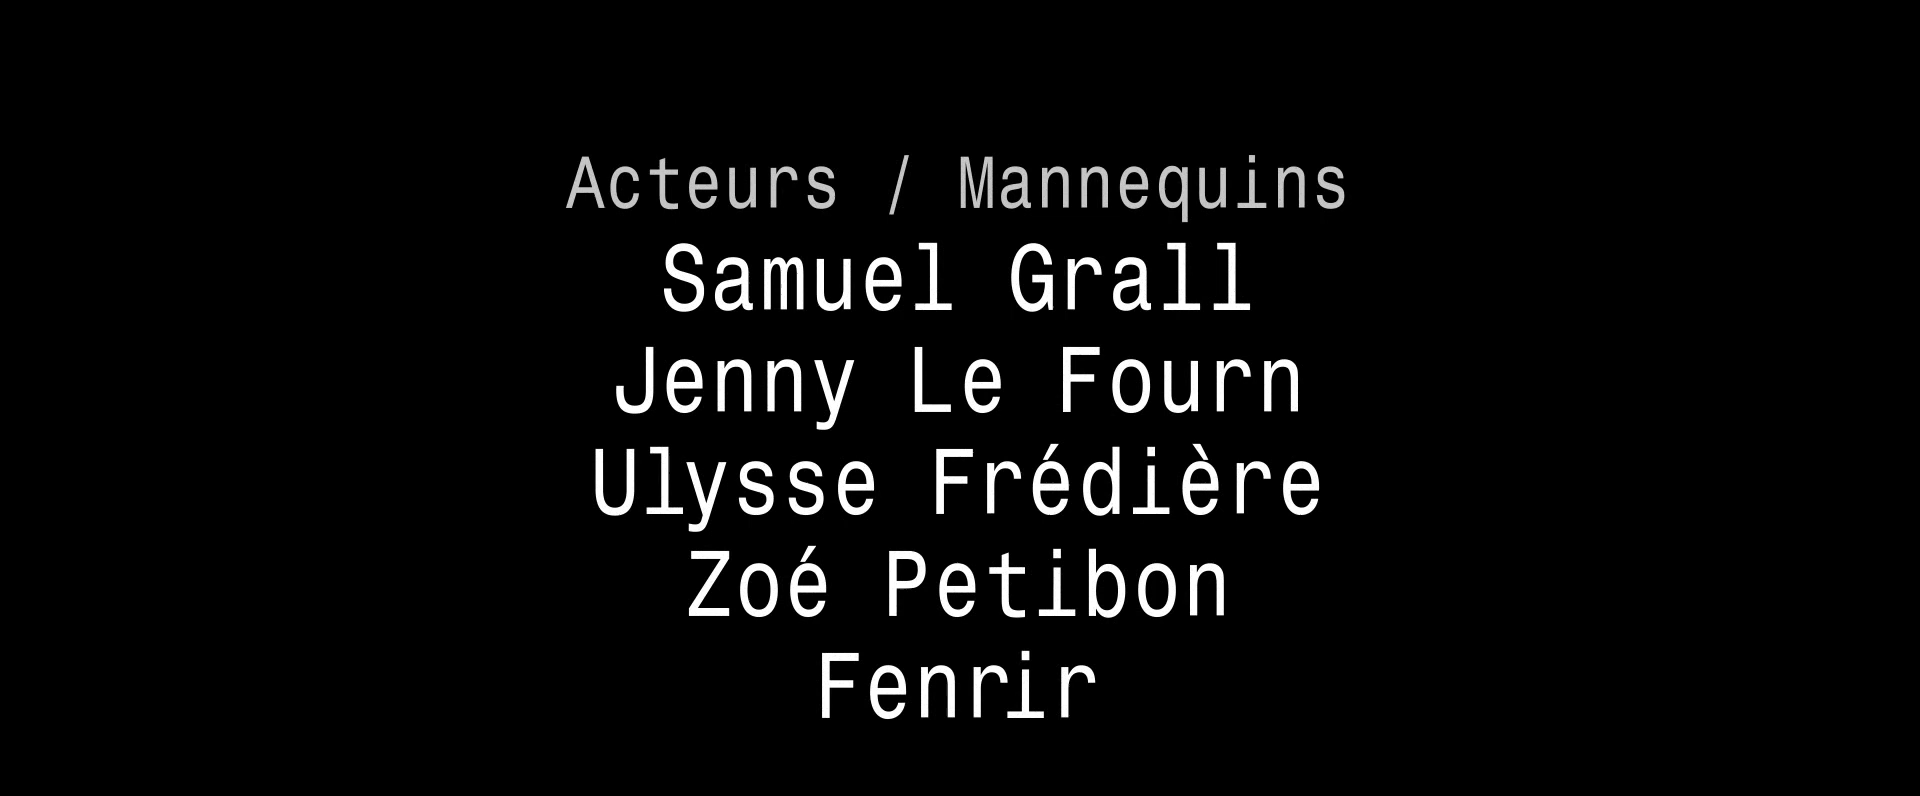 Acteurs / Mannequins
Samuel Grall
Jenny Le Fourn
Ulysse Frédière
Zoé Petibon
Fenrir